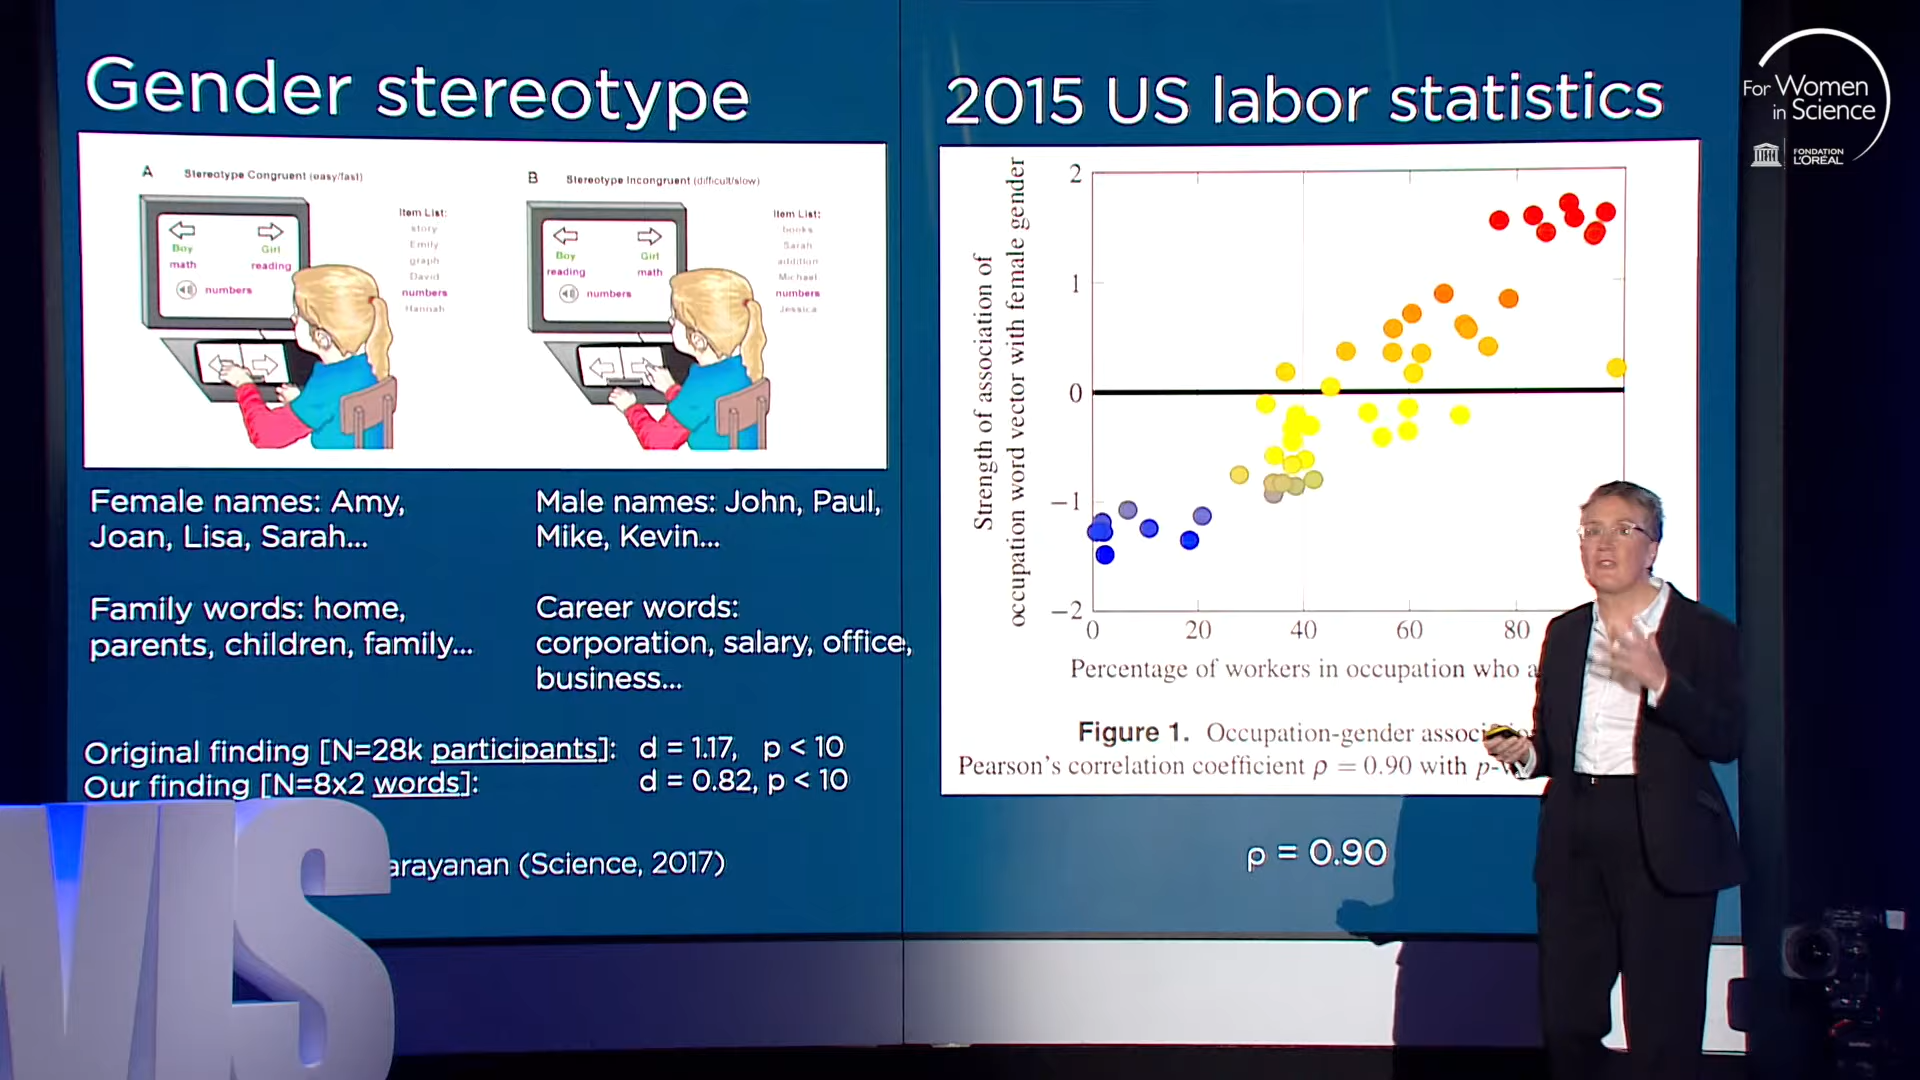 Gender stereotype
A Stereotype Congruent (easy/fast)
Boy Girl
math reading
numbers
Item List:
story
Emily
graph
David
numbers
Hannah
B Stereotype Incongruent (difficult/slow)
Boy Girl
reading math
numbers
Item List:
books
Sarah
addition
Michael
numbers
Jessica
Female names: Amy,
Joan, Lisa, Sarah...
Male names: John, Paul,
Mike, Kevin...
Family words: home,
parents, children, family...
Career words:
corporation, salary, office,
business...
Original finding [N=28k participants]: d = 1.17, p < 10
Our finding [N=8x2 words]: d = 0.82, p < 10
arayanan (Science, 2017)
2015 US labor statistics
Strength of association of
occupation word vector with female gender
2
1
0
−1
−2
0 20 40 60 80
Percentage of workers in occupation who
Figure 1. Occupation-gender
Pearson's correlation coefficient ρ = 0.90 with
ρ = 0.90
For Women
in Science
FONDATION
L'ORÉAL
VIS